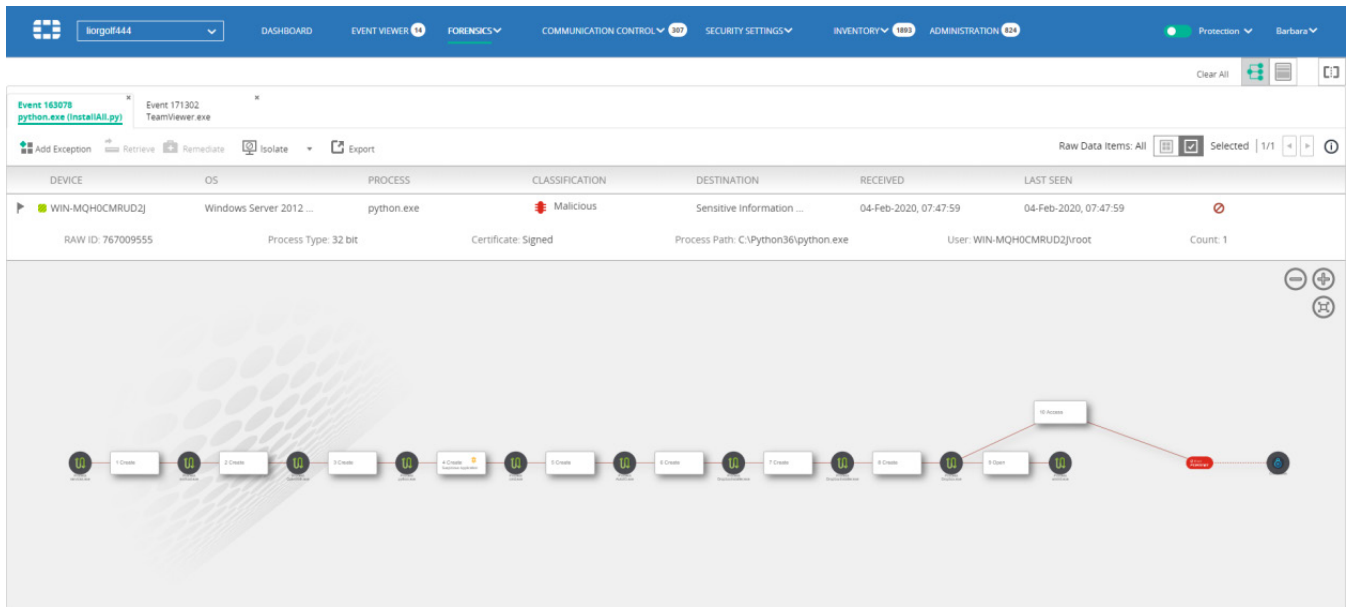 liorgolf444 DASHBOARD EVENT VIEWER 14 FORENSICS COMMUNICATION CONTROL 307 SECURITY SETTINGS INVENTORY 1893 ADMINISTRATION 824 Protection Barbara
Clear All
Event 163078 Event 171302
python.exe (InstallAll.py) TeamViewer.exe
Add Exception Retrieve Remediate Isolate Export Raw Data Items: All Selected 1/1
DEVICE OS PROCESS CLASSIFICATION DESTINATION RECEIVED LAST SEEN
WIN-MQH0CMRUD2J Windows Server 2012 ... python.exe Malicious Sensitive Information ... 04-Feb-2020, 07:47:59 04-Feb-2020, 07:47:59
RAW ID: 767009555 Process Type: 32 bit Certificate: Signed Process Path: C:\Python36\python.exe User: WIN-MQH0CMRUD2J\root Count: 1
10 Access
1 Create 2 Create 3 Create 4 Create 5 Create 6 Create 7 Create 8 Create 9 Open